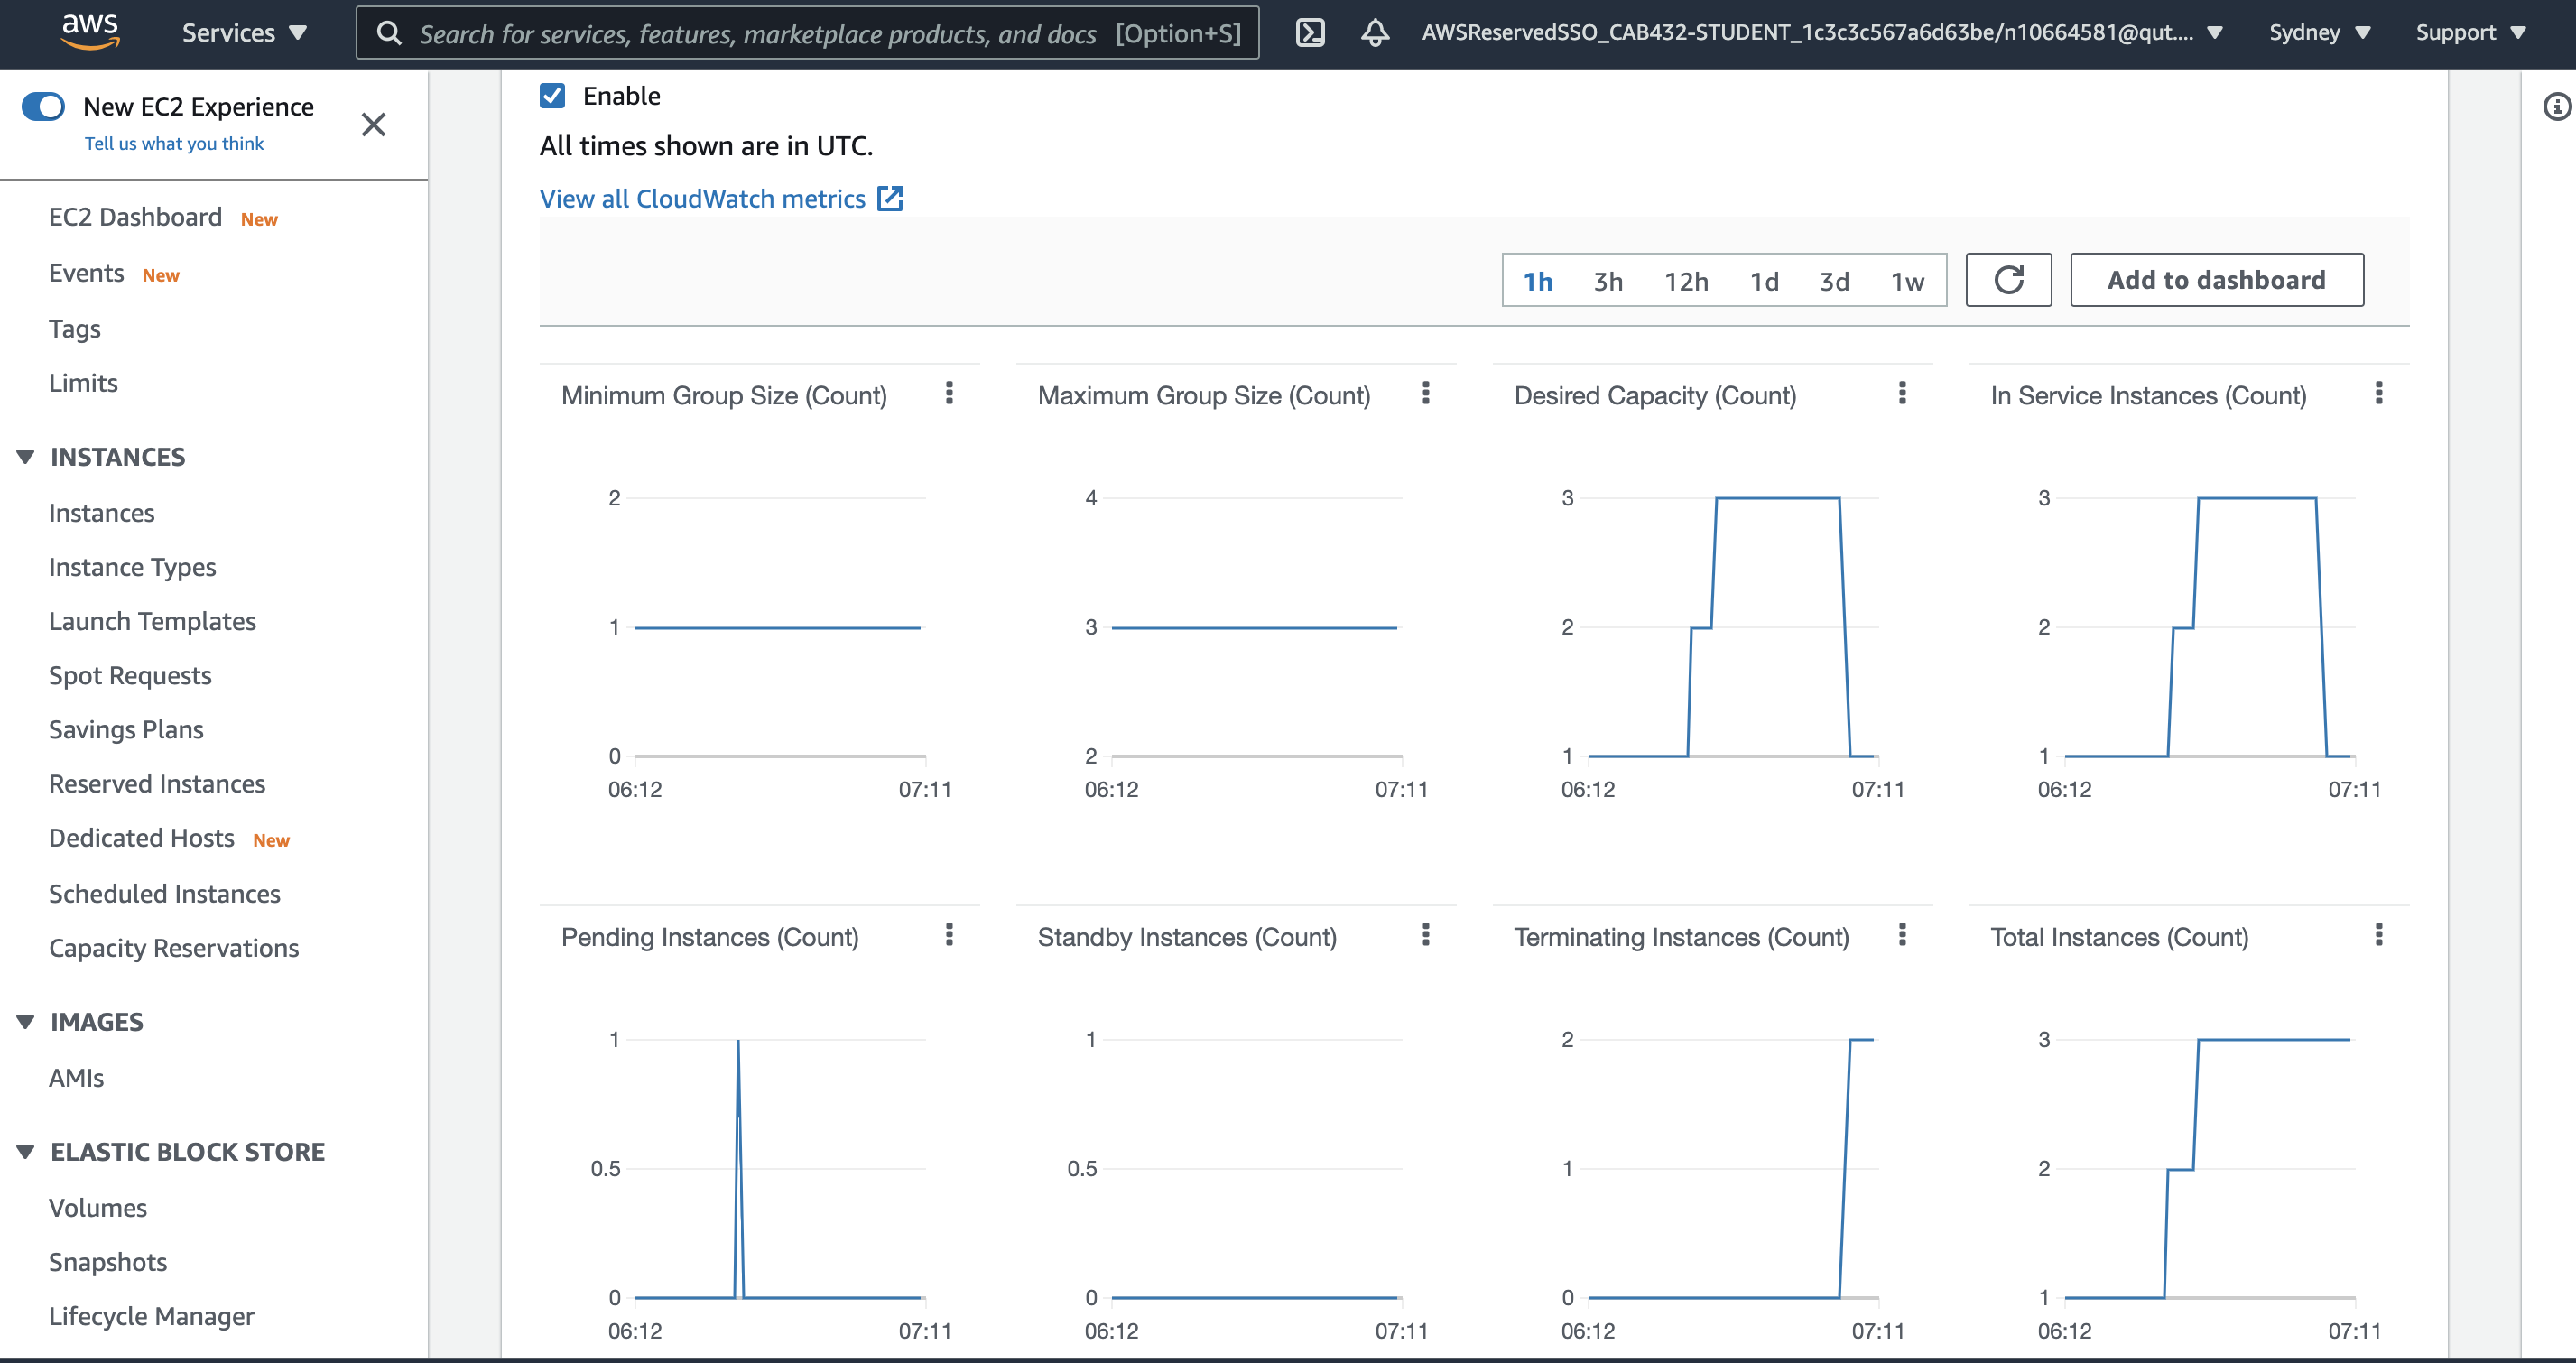 aws
Services
Search for services, features, marketplace products, and docs [Option+S]
AWSReservedSSO_CAB432-STUDENT_1c3c3c567a6d63be/n10664581@qut....
Sydney
Support
New EC2 Experience
Tell us what you think
EC2 Dashboard New
Events New
Tags
Limits
INSTANCES
Instances
Instance Types
Launch Templates
Spot Requests
Savings Plans
Reserved Instances
Dedicated Hosts New
Scheduled Instances
Capacity Reservations
IMAGES
AMIs
ELASTIC BLOCK STORE
Volumes
Snapshots
Lifecycle Manager
Enable
All times shown are in UTC.
View all CloudWatch metrics
1h 3h 12h 1d 3d 1w
Add to dashboard
Minimum Group Size (Count)
2
1
0
06:12 07:11
Maximum Group Size (Count)
4
3
2
06:12 07:11
Desired Capacity (Count)
3
2
1
06:12 07:11
In Service Instances (Count)
3
2
1
06:12 07:11
Pending Instances (Count)
1
0.5
0
06:12 07:11
Standby Instances (Count)
1
0.5
0
06:12 07:11
Terminating Instances (Count)
2
1
0
06:12 07:11
Total Instances (Count)
3
2
1
06:12 07:11